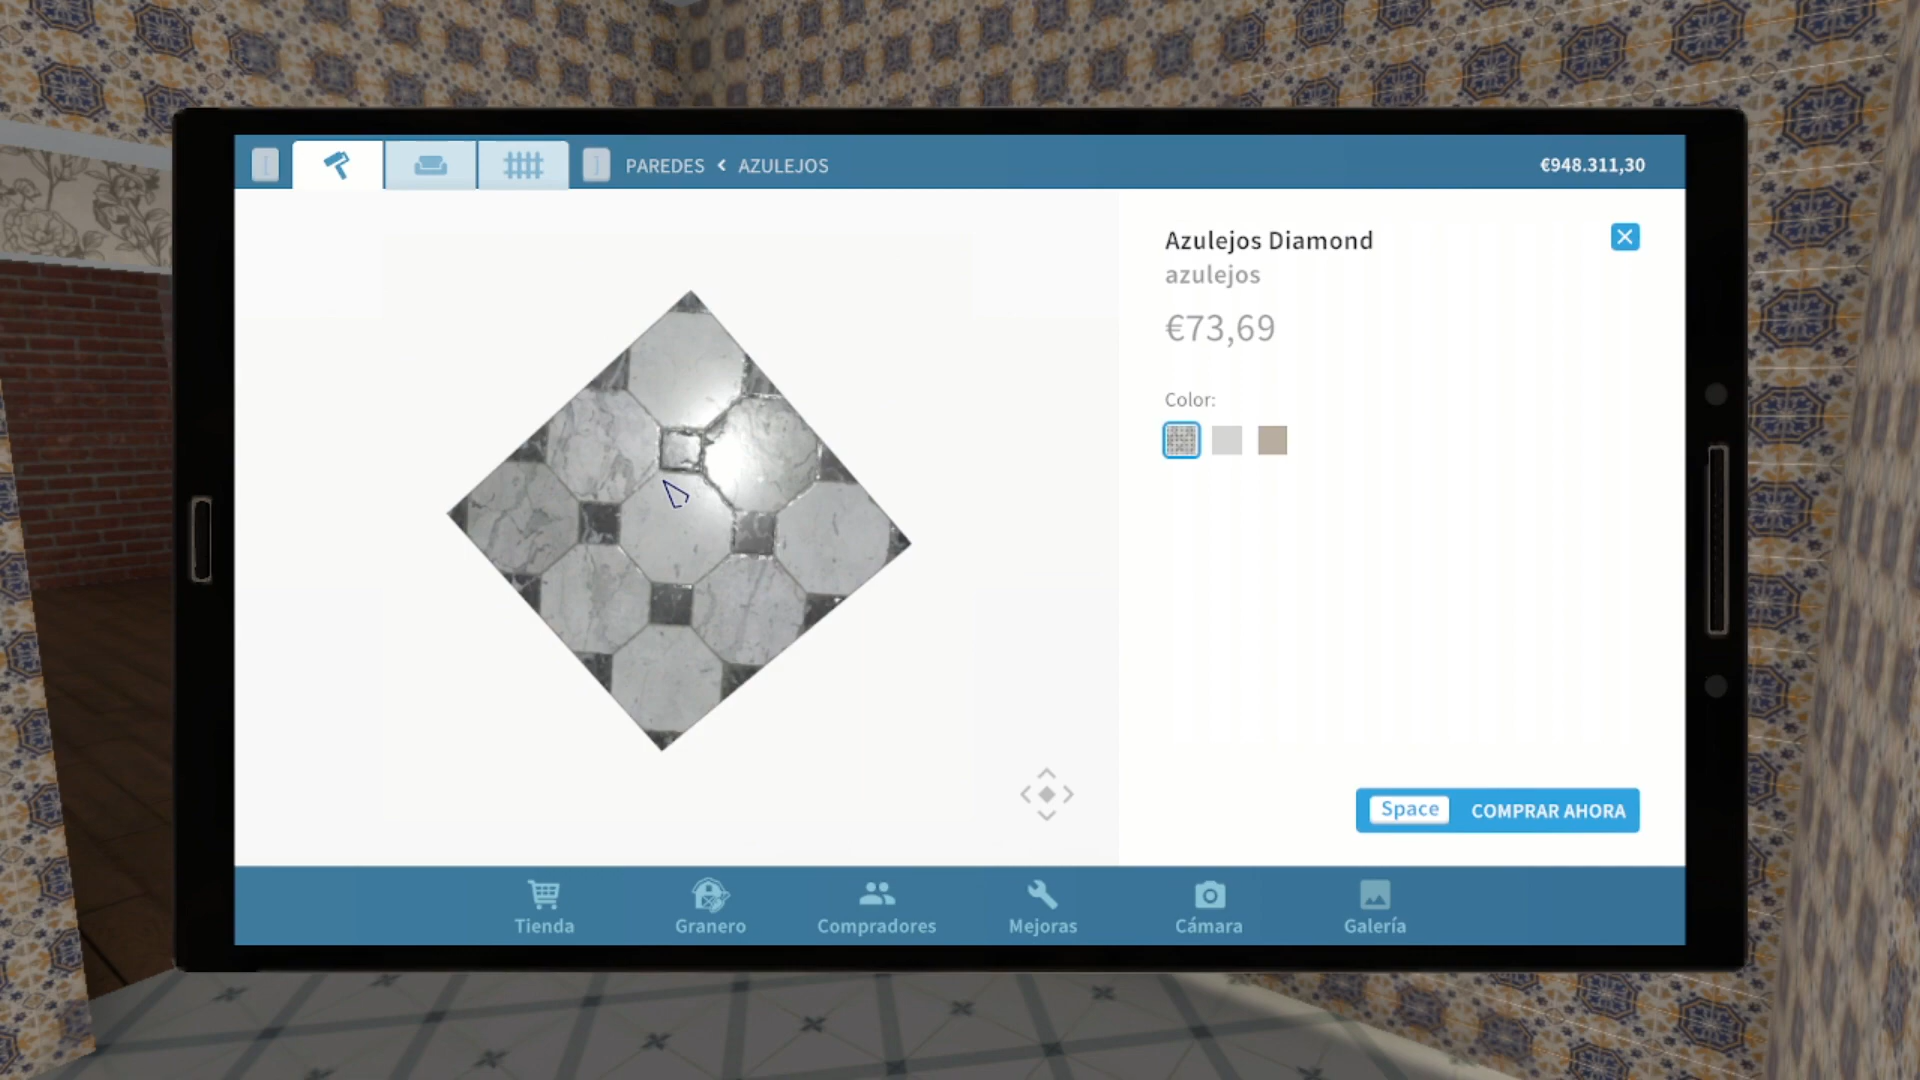 [ ] PAREDES < AZULEJOS
€948.311,30
Azulejos Diamond
azulejos
€73,69
Color:
Space COMPRAR AHORA
Tienda
Granero
Compradores
Mejoras
Cámara
Galería